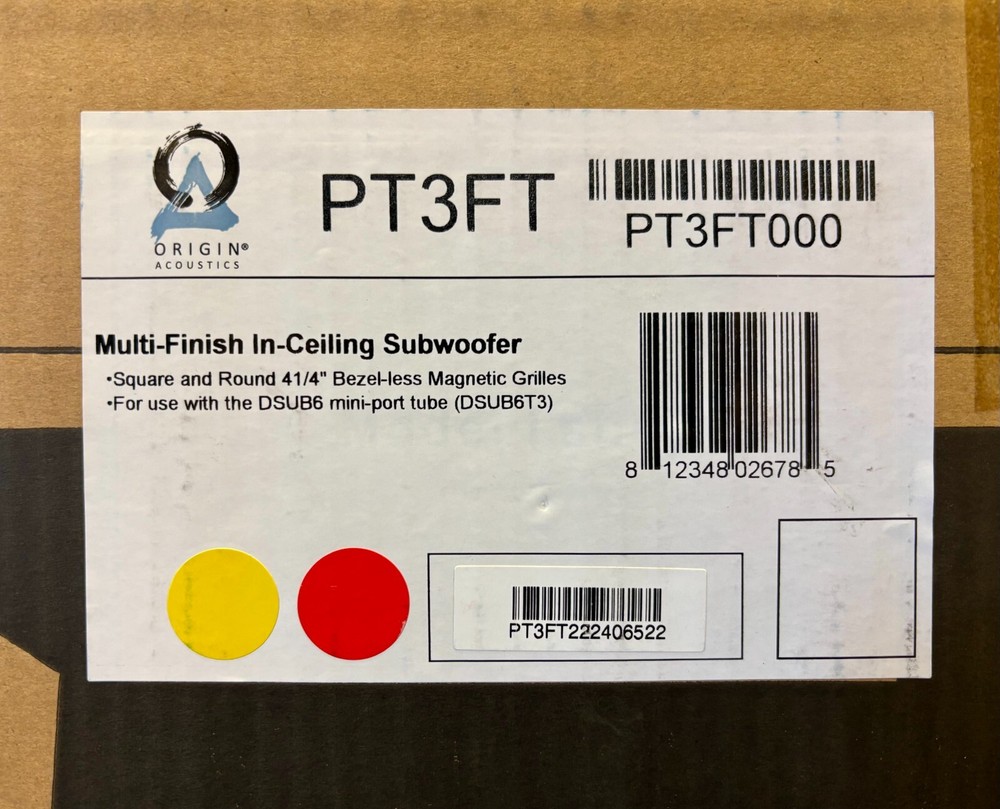 ORIGIN®
ACOUSTICS
PT3FT
PT3FT000
Multi-Finish In-Ceiling Subwoofer
•Square and Round 41/4" Bezel-less Magnetic Grilles
•For use with the DSUB6 mini-port tube (DSUB6T3)
8 12348 02678 5
PT3FT222406522